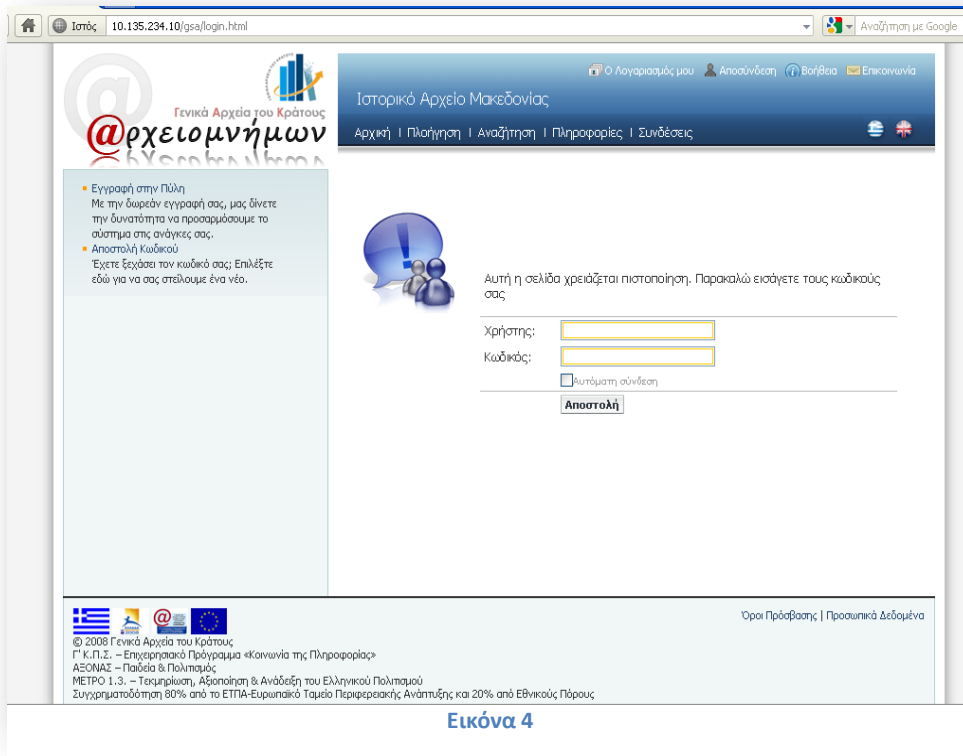 Ιστός 10.135.234.10/gsa/login.html Αναζήτηση με Google
Γενικά Αρχεία του Κράτους
@ρχειομνήμων
Ο Λογαριασμός μου Αποσύνδεση Βοήθεια Επικοινωνία
Ιστορικό Αρχείο Μακεδονίας
Αρχική | Πλοήγηση | Αναζήτηση | Πληροφορίες | Συνδέσεις
Εγγραφή στην Πύλη
Με την δωρεάν εγγραφή σας, μας δίνετε
την δυνατότητα να προσαρμόσουμε το
σύστημα στις ανάγκες σας.
Αποστολή Κωδικού
Έχετε ξεχάσει τον κωδικό σας; Επιλέξτε
εδώ για να σας στείλουμε ένα νέο.
Αυτή η σελίδα χρειάζεται πιστοποίηση. Παρακαλώ εισάγετε τους κωδικούς
σας
Χρήστης:
Κωδικός:
Αυτόματη σύνδεση
Αποστολή
Όροι Πρόσβασης | Προσωπικά Δεδομένα
© 2008 Γενικά Αρχεία του Κράτους
Γ' Κ.Π.Σ. – Επιχειρησιακό Πρόγραμμα «Κοινωνία της Πληροφορίας»
ΑΞΟΝΑΣ – Παιδεία & Πολιτισμός
ΜΕΤΡΟ 1.3. – Τεκμηρίωση, Αξιοποίηση & Ανάδειξη του Ελληνικού Πολιτισμού
Συγχρηματοδότηση 80% από το ΕΤΠΑ-Ευρωπαϊκό Ταμείο Περιφερειακής Ανάπτυξης και 20% από Εθνικούς Πόρους
Εικόνα 4